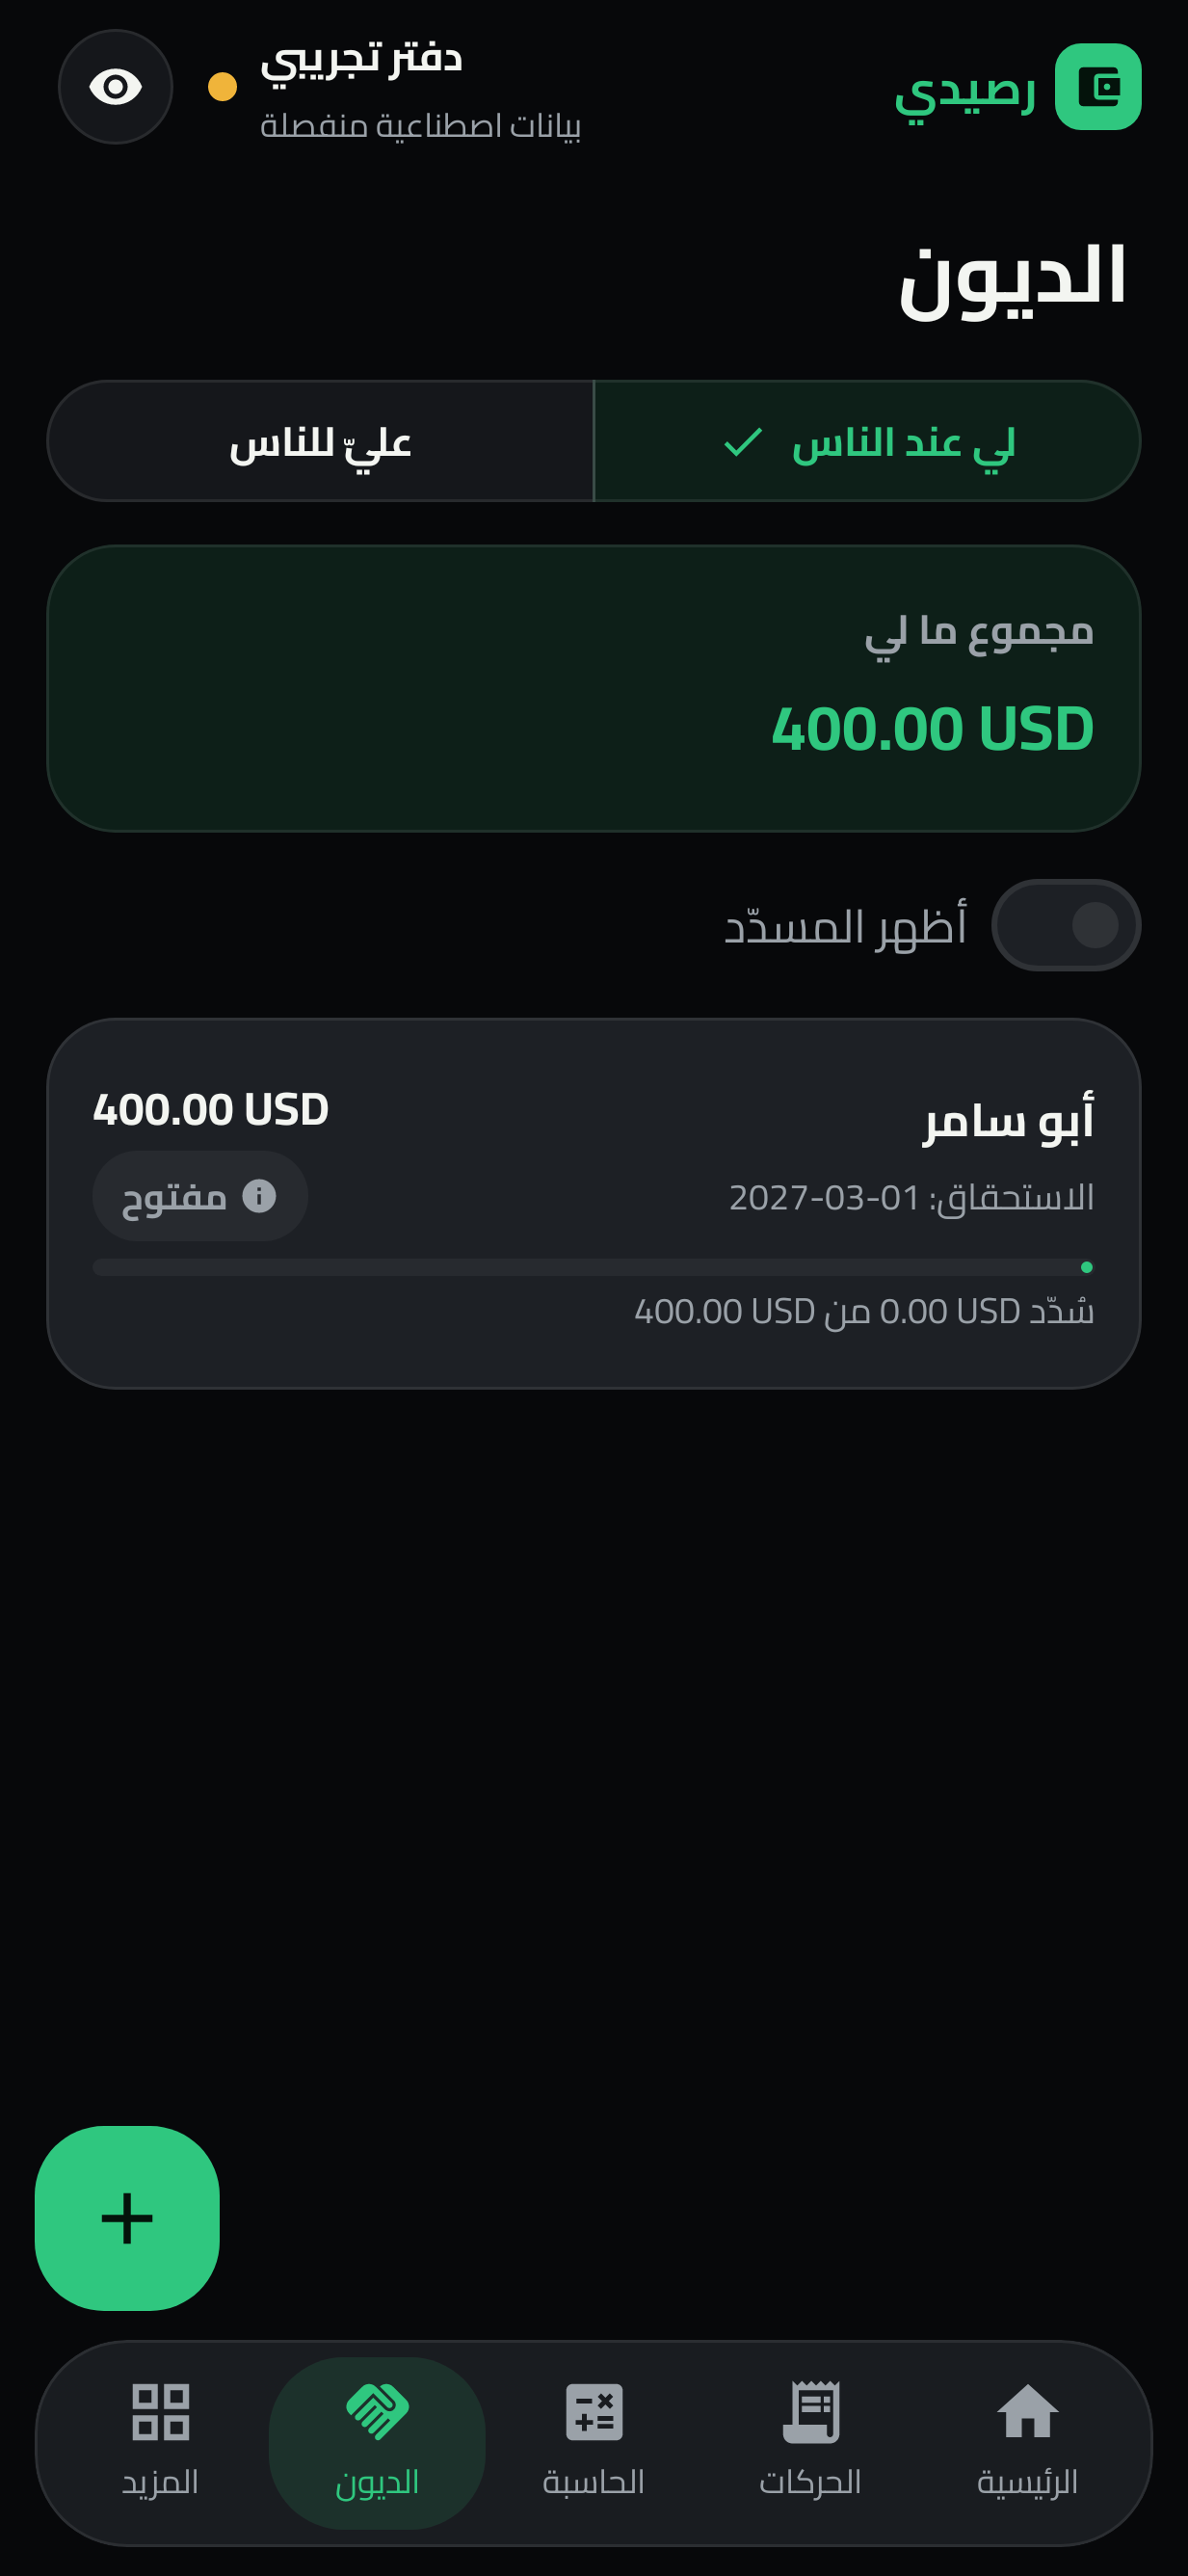 رصيدي
دفتر تجريبي
بيانات اصطناعية منفصلة
الديون
لي عند الناس
عليّ للناس
مجموع ما لي
400.00 USD
أظهر المسدّد
أبو سامر
400.00 USD
الاستحقاق: 2027-03-01
مفتوح
سُدّد 0.00 USD من 400.00 USD
الرئيسية
الحركات
الحاسبة
الديون
المزيد